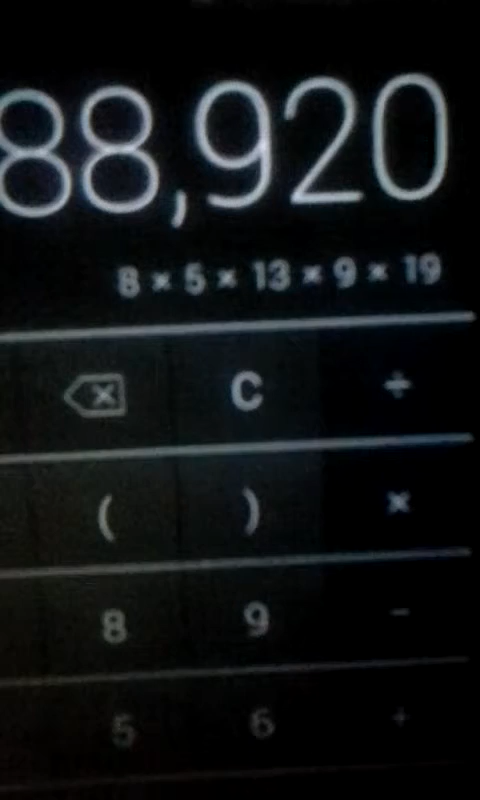 88,920
8 × 5 × 13 × 9 × 19
C ÷
( ) ×
8 9 −
5 6 +